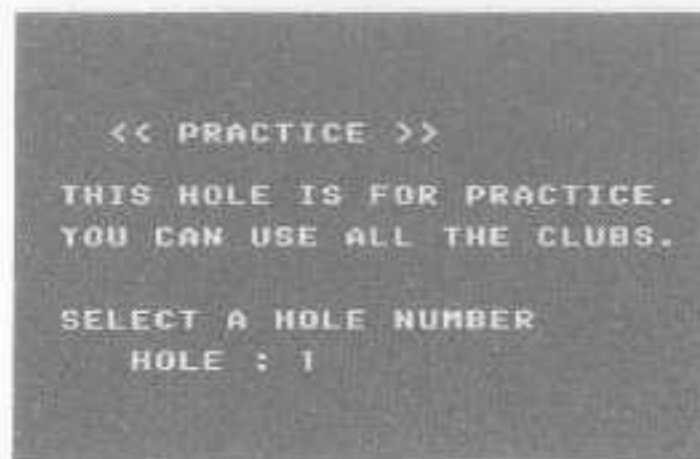 << PRACTICE >>
THIS HOLE IS FOR PRACTICE.
YOU CAN USE ALL THE CLUBS.
SELECT A HOLE NUMBER
HOLE : 1